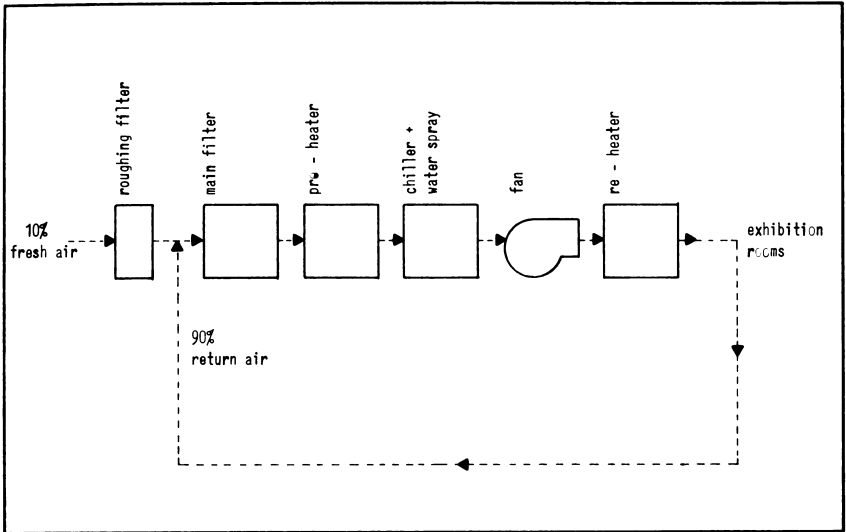 roughing filter
main filter
pre - heater
chiller +
water spray
fan
re - heater
10%
fresh air
exhibition
rooms
90%
return air